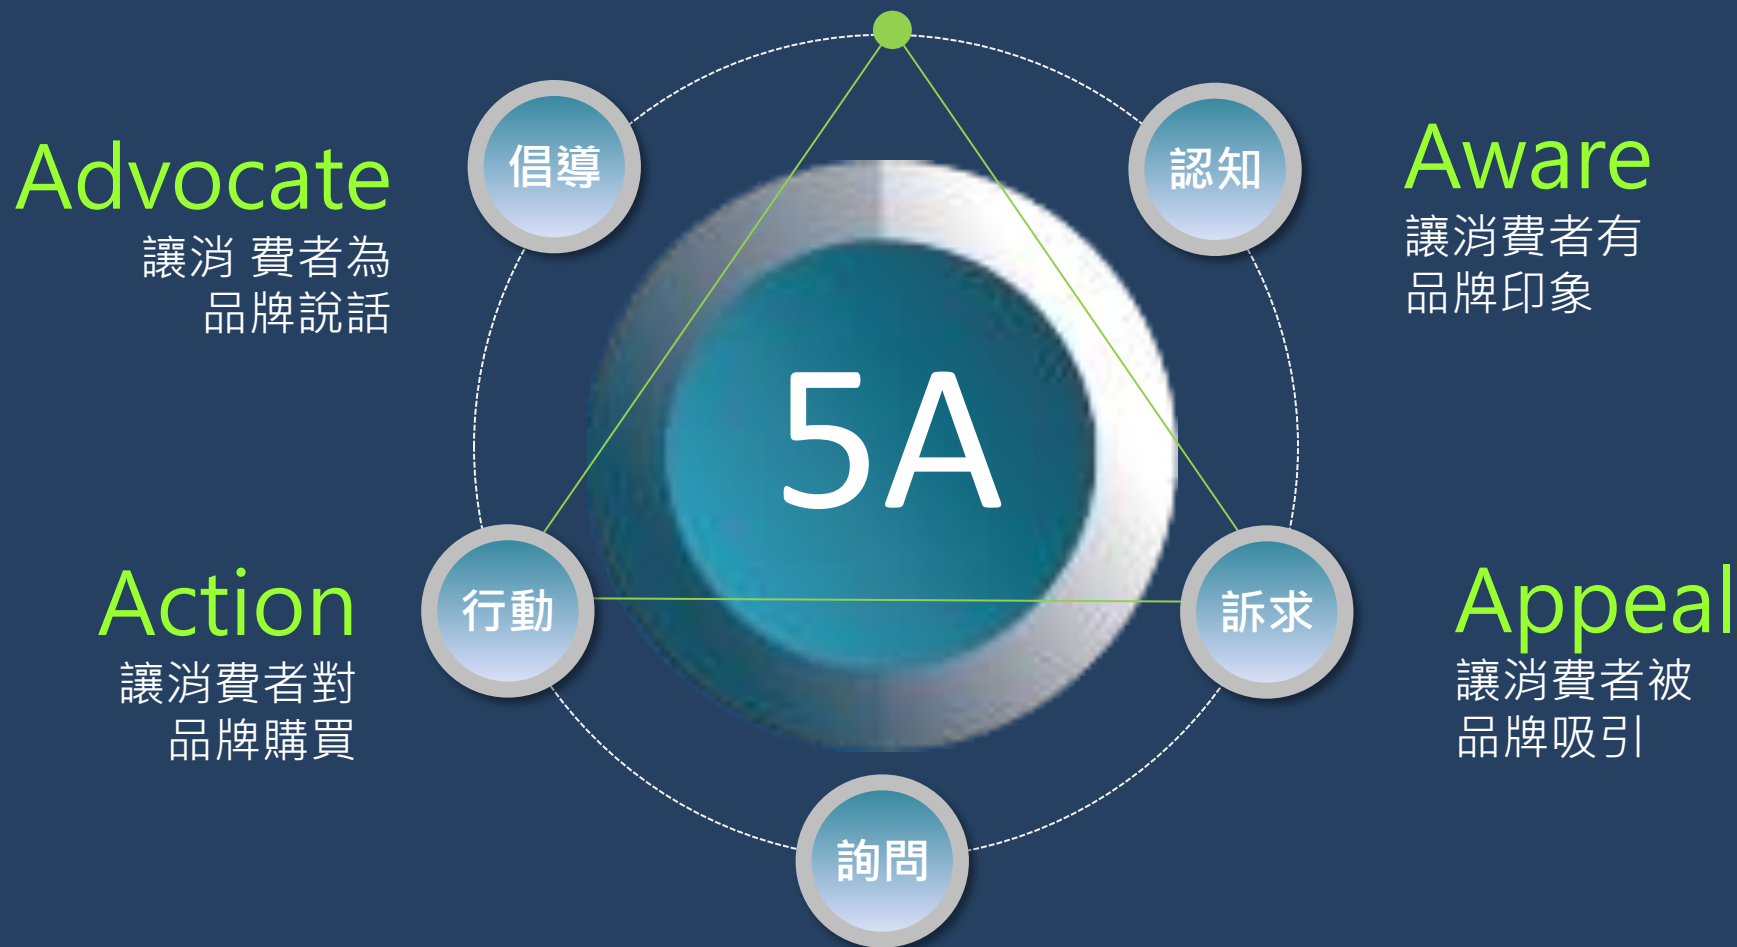 倡導
認知
Advocate
讓消 費者為
品牌說話
Aware
讓消費者有
品牌印象
5A
Action
讓消費者對
品牌購買
行動
訴求
Appeal
讓消費者被
品牌吸引
詢問